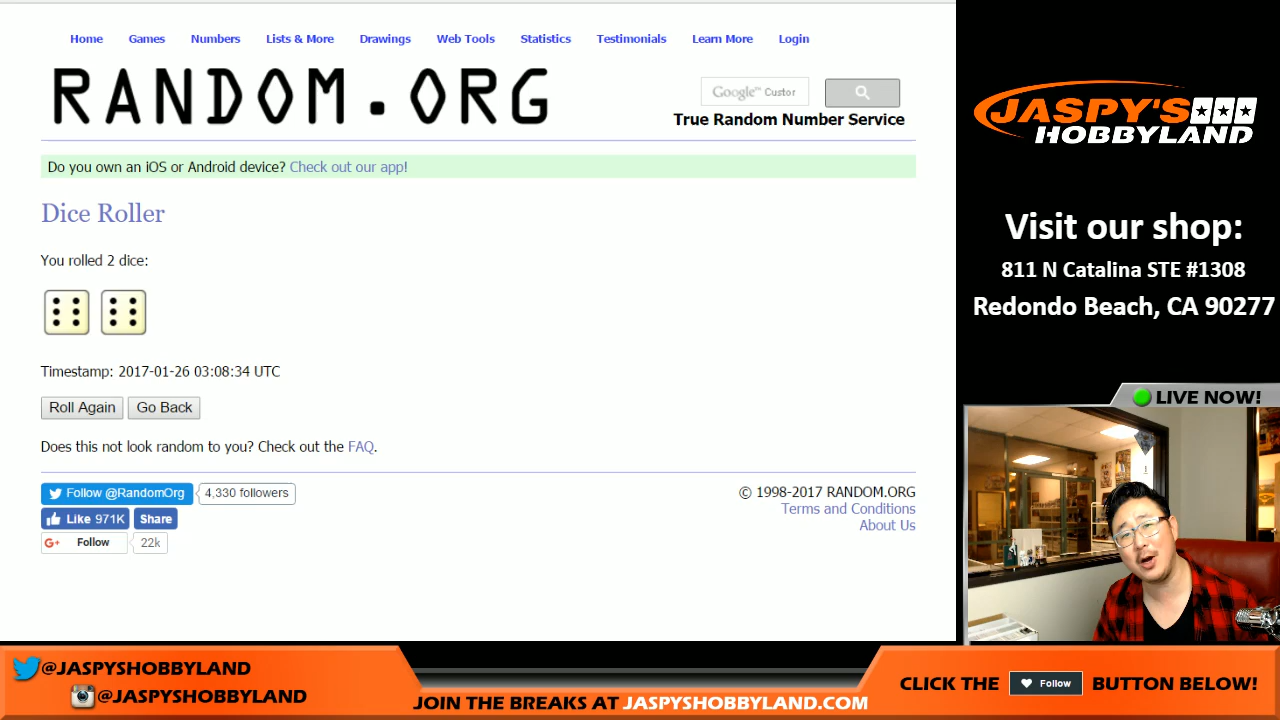 Home Games Numbers Lists & More Drawings Web Tools Statistics Testimonials Learn More Login
RANDOM.ORG
Google™ Custor
True Random Number Service
Do you own an iOS or Android device? Check out our app!
Dice Roller
You rolled 2 dice:
Timestamp: 2017-01-26 03:08:34 UTC
Roll Again Go Back
Does this not look random to you? Check out the FAQ.
Follow @RandomOrg 4,330 followers
Like 971K Share
G+ Follow 22k
© 1998-2017 RANDOM.ORG
Terms and Conditions
About Us
JASPY'S
HOBBYLAND
Visit our shop:
811 N Catalina STE #1308
Redondo Beach, CA 90277
LIVE NOW!
@JASPYSHOBBYLAND
@JASPYSHOBBYLAND
JOIN THE BREAKS AT JASPYSHOBBYLAND.COM
CLICK THE Follow BUTTON BELOW!